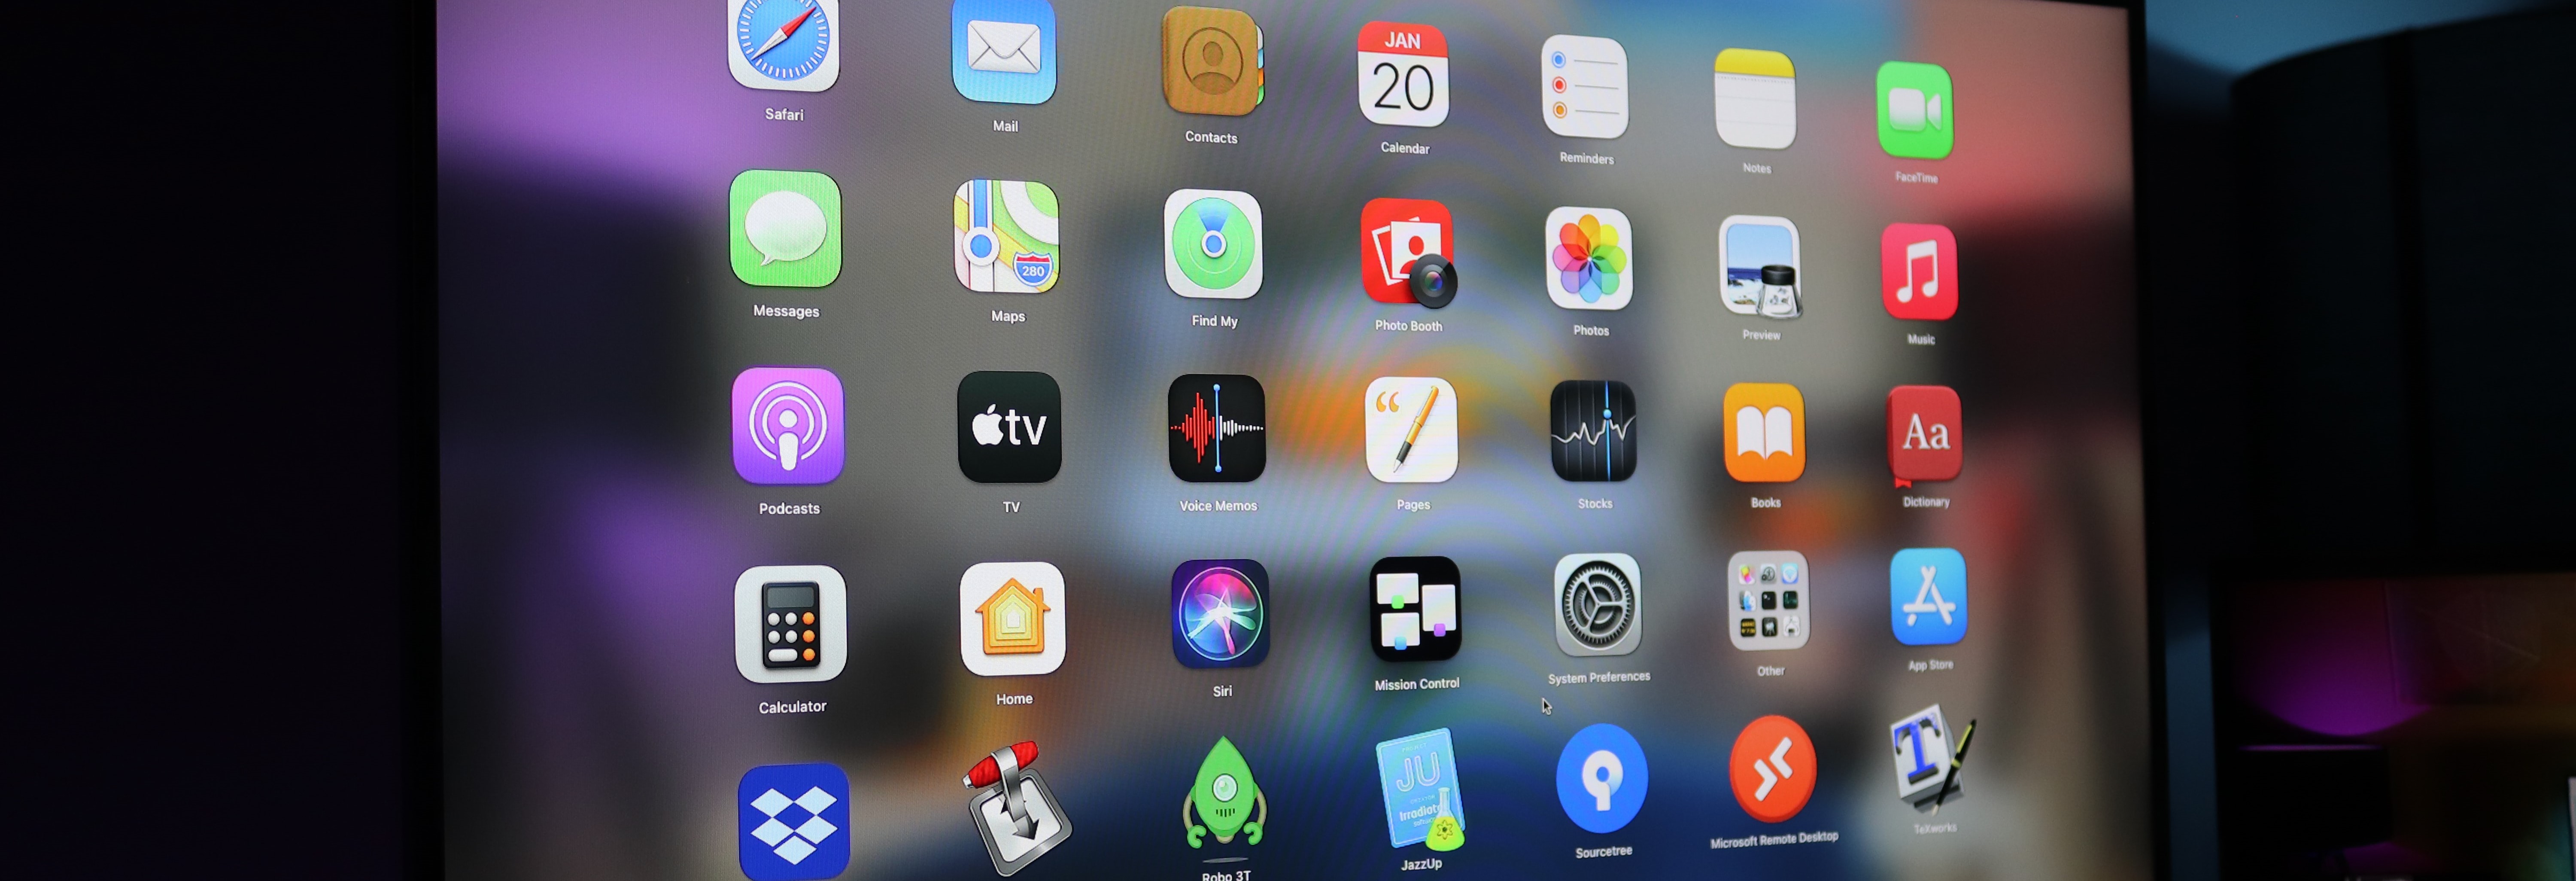 Safari
Mail
Contacts
JAN
20
Calendar
Reminders
Notes
FaceTime
Messages
280
Maps
Find My
Photo Booth
Photos
Preview
Music
Podcasts
tv
TV
Voice Memos
“
Pages
Stocks
Books
Aa
Dictionary
Calculator
Home
Siri
Mission Control
System Preferences
Other
App Store
Robo 3T
JU
Irradiated
JazzUp
Sourcetree
Microsoft Remote Desktop
T
TeXworks